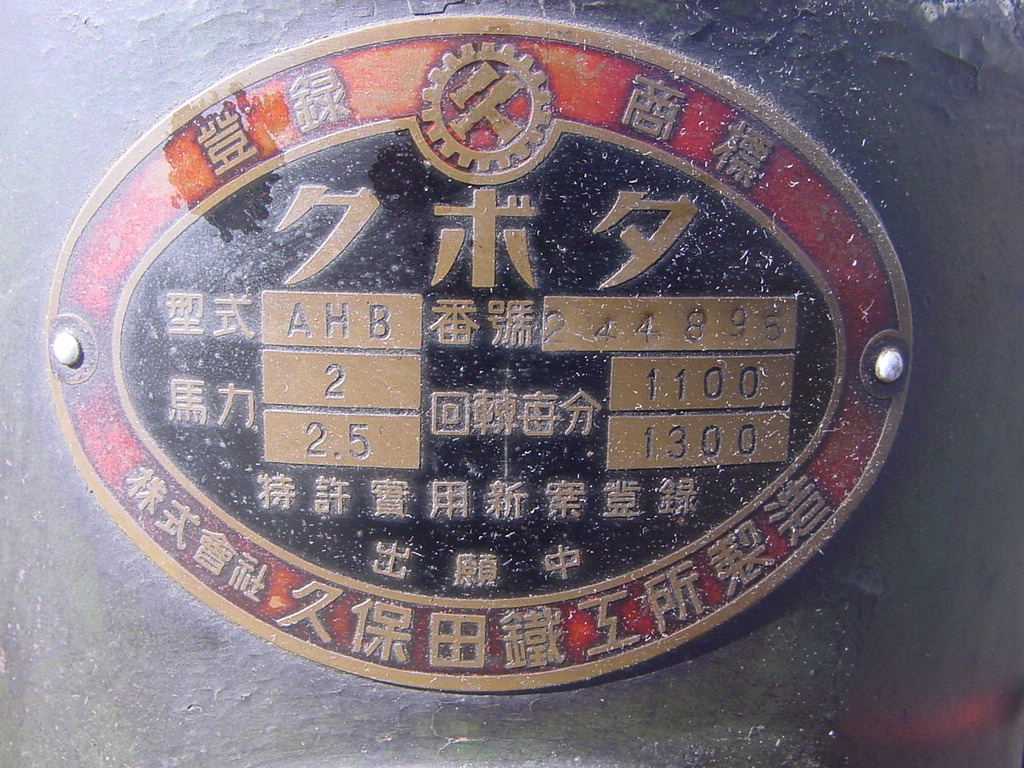 登録 商標
クボタ
型式 AHB 番號 244895
馬力 2 回轉每分 1100
2.5 1300
特許實用新案登録
出願中
株式會社久保田鐵工所製造